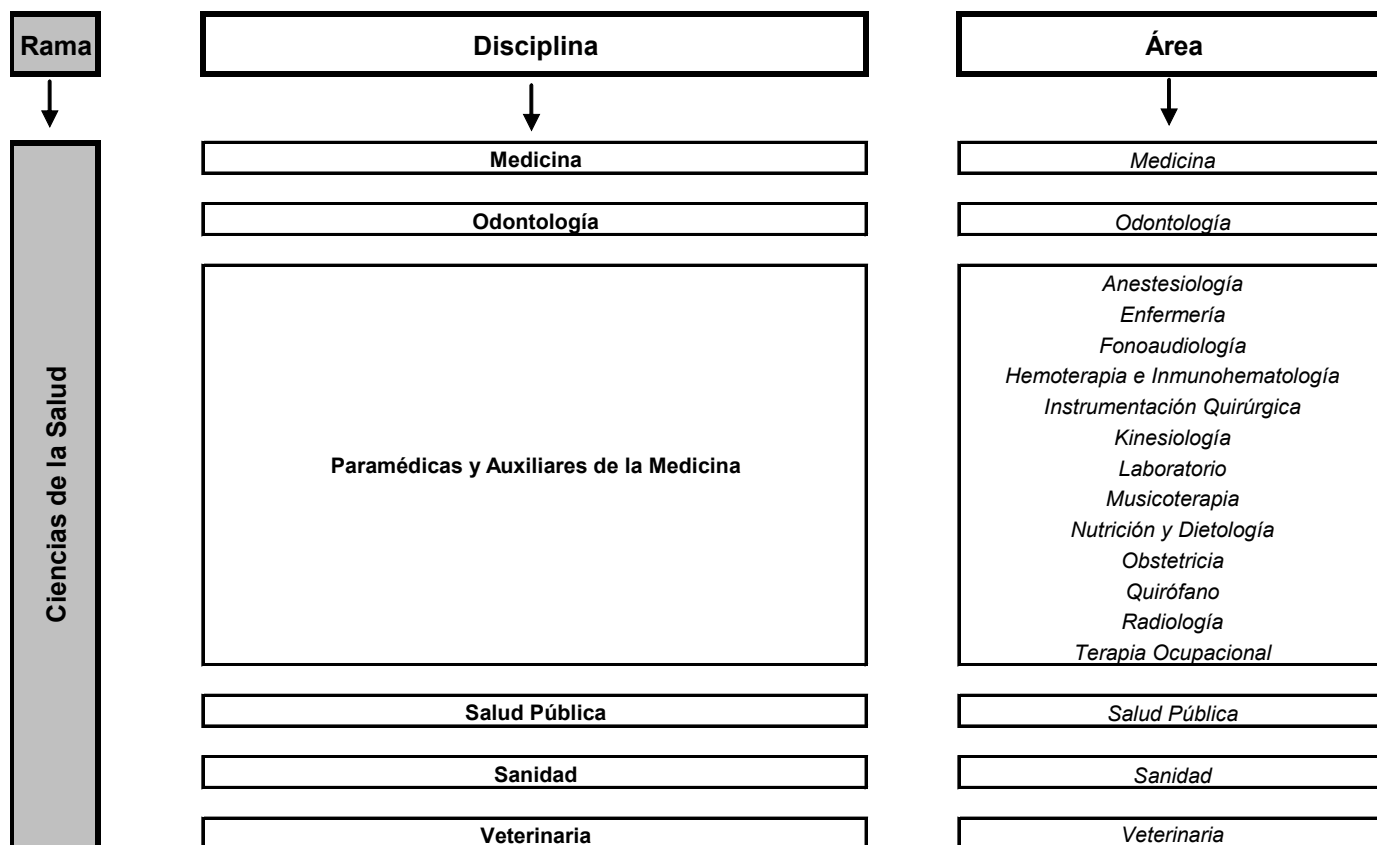 Rama
Disciplina
Área
Ciencias de la Salud
Medicina
Medicina
Odontología
Odontología
Paramédicas y Auxiliares de la Medicina
Anestesiología
Enfermería
Fonoaudiología
Hemoterapia e Inmunohematología
Instrumentación Quirúrgica
Kinesiología
Laboratorio
Musicoterapia
Nutrición y Dietología
Obstetricia
Quirófano
Radiología
Terapia Ocupacional
Salud Pública
Salud Pública
Sanidad
Sanidad
Veterinaria
Veterinaria